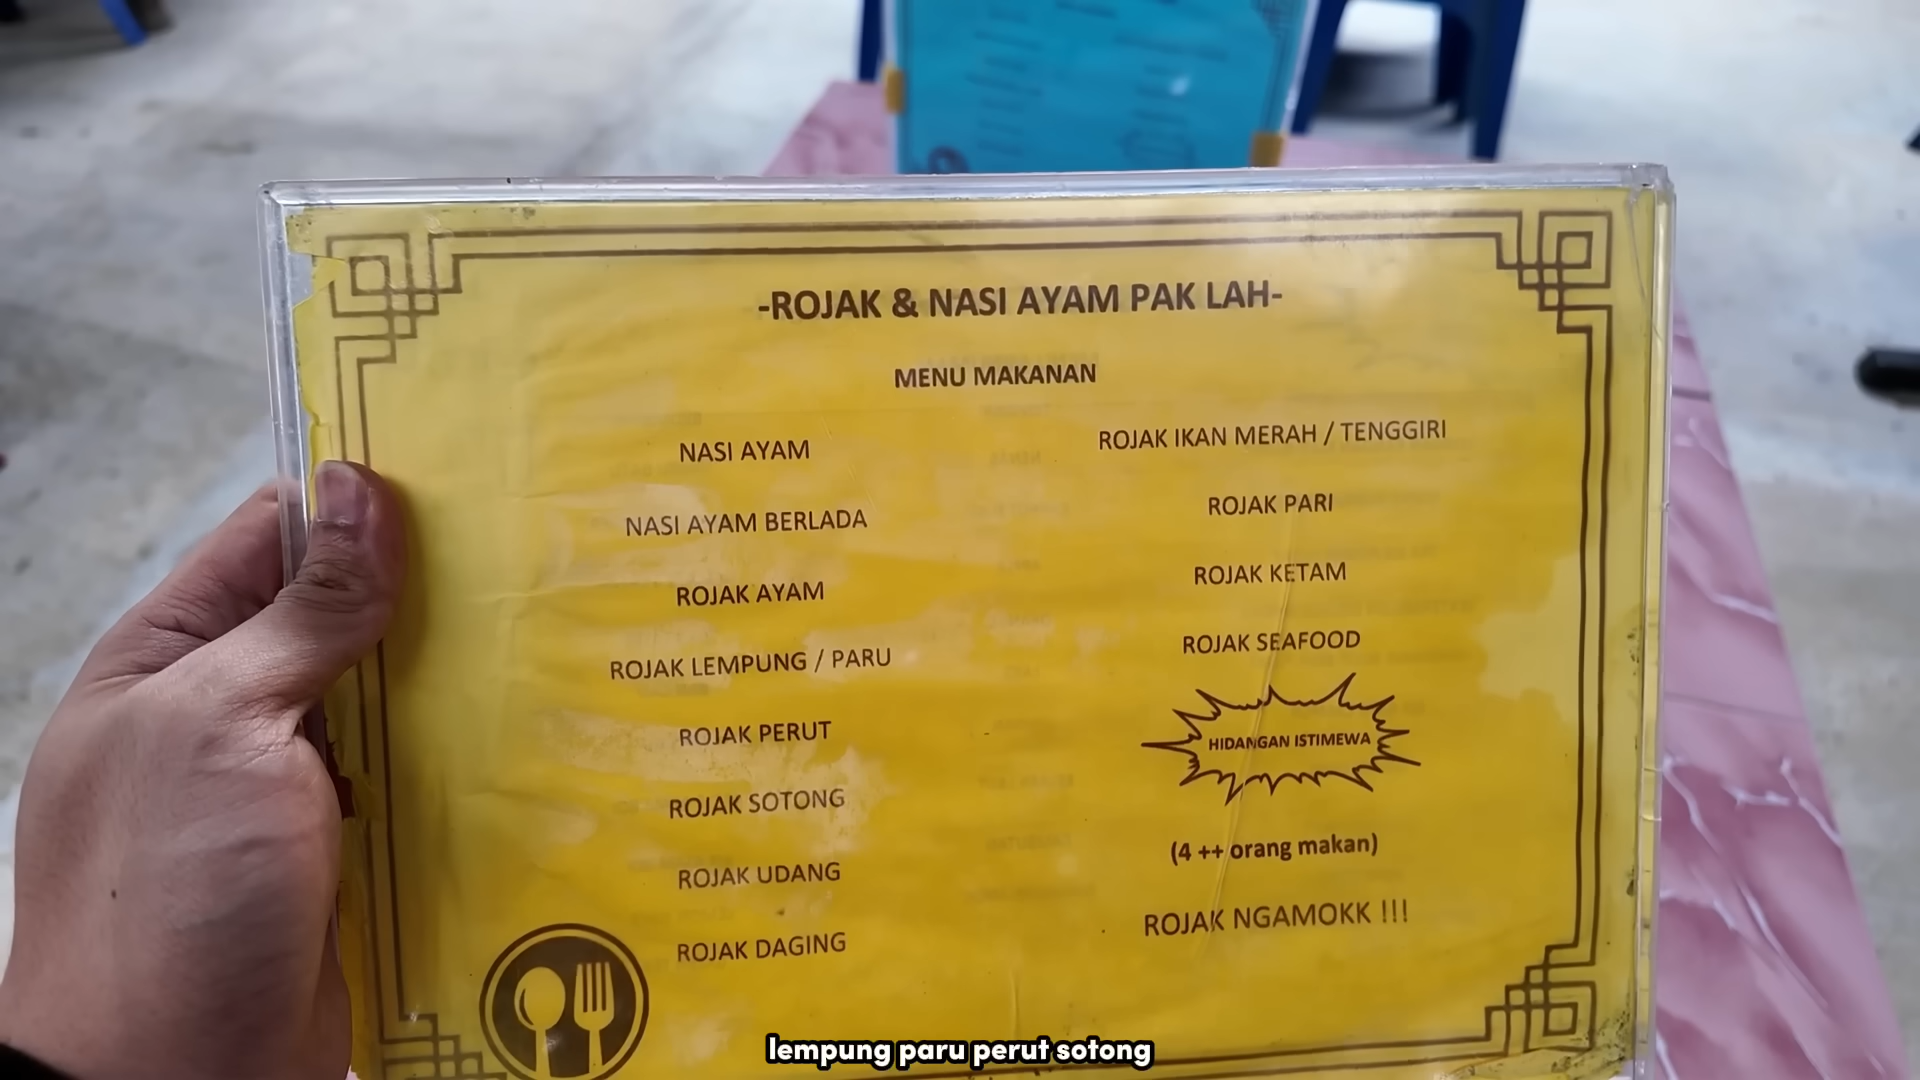 -ROJAK & NASI AYAM PAK LAH-
MENU MAKANAN
NASI AYAM
NASI AYAM BERLADA
ROJAK AYAM
ROJAK LEMPUNG / PARU
ROJAK PERUT
ROJAK SOTONG
ROJAK UDANG
ROJAK DAGING
ROJAK IKAN MERAH / TENGGIRI
ROJAK PARI
ROJAK KETAM
ROJAK SEAFOOD
HIDANGAN ISTIMEWA
(4 ++ orang makan)
ROJAK NGAMOKK !!!
lempung paru perut sotong